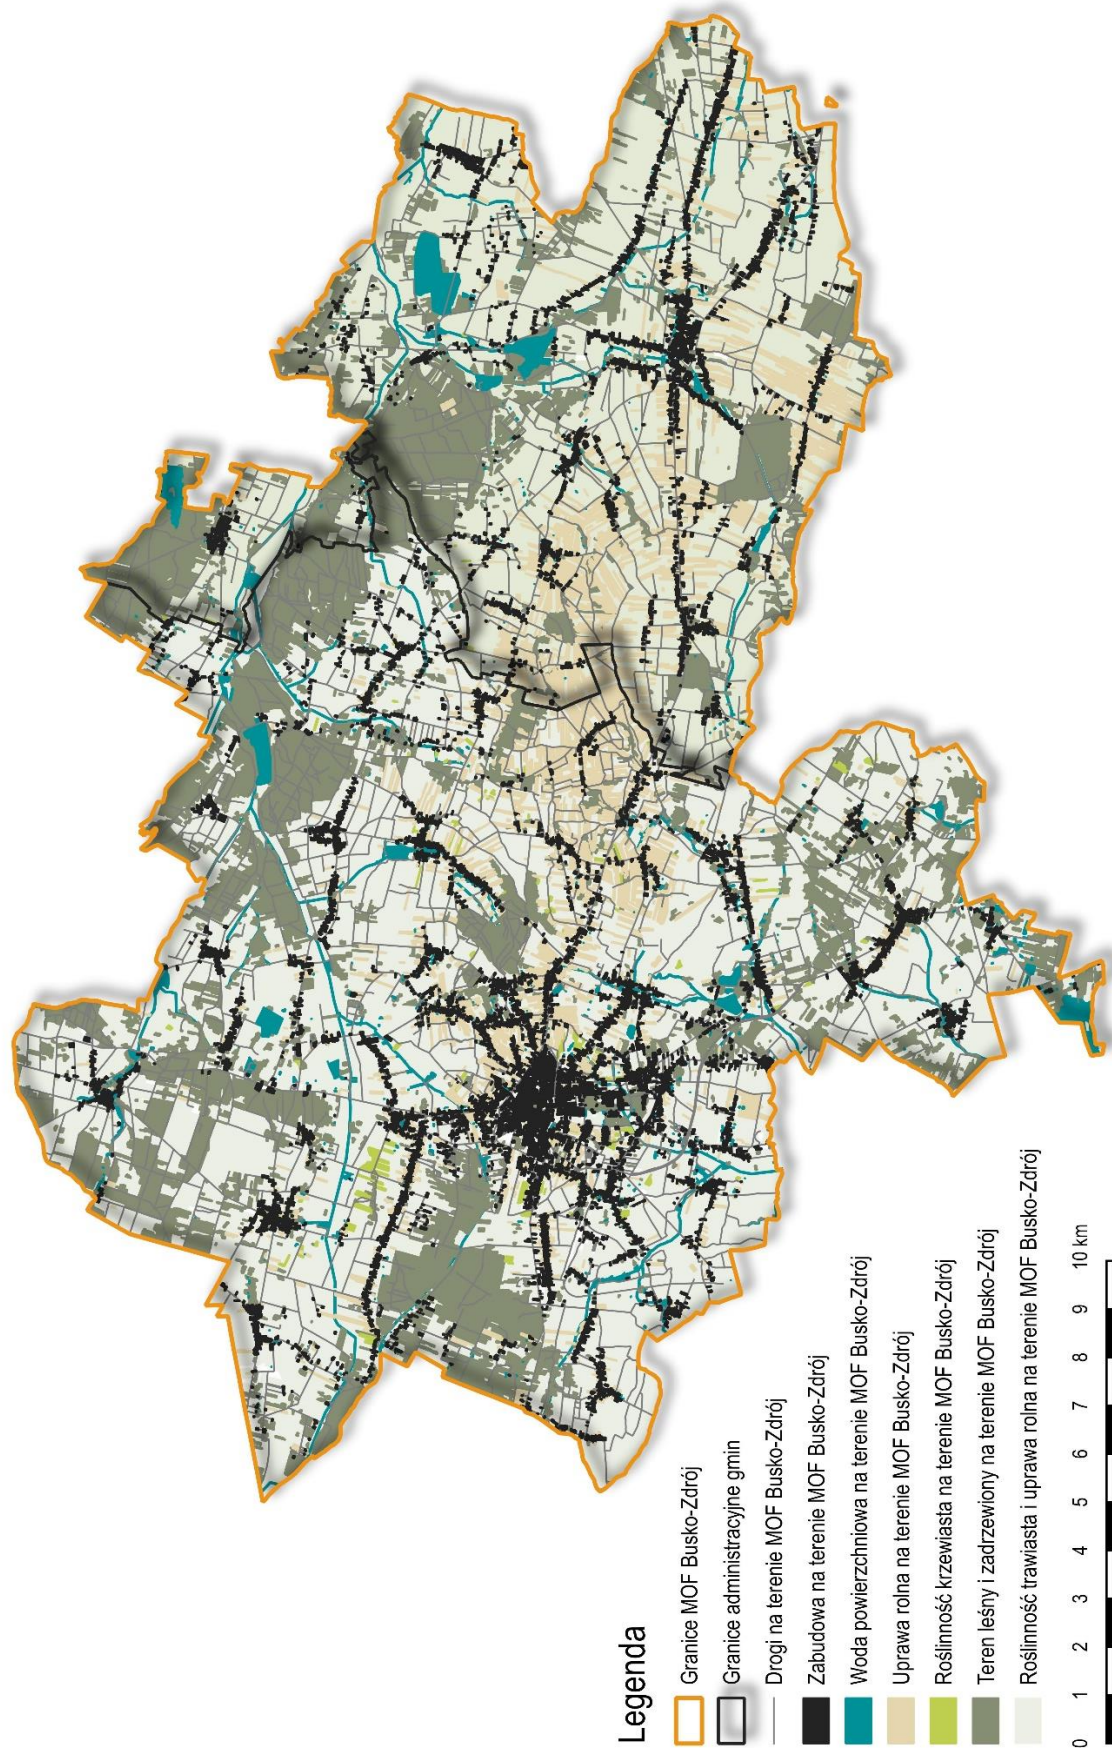 Legenda
Granice MOF Busko-Zdrój
Granice administracyjne gmin
Drogi na terenie MOF Busko-Zdrój
Zabudowa na terenie MOF Busko-Zdrój
Woda powierzchniowa na terenie MOF Busko-Zdrój
Uprawa rolna na terenie MOF Busko-Zdrój
Roślinność krzewiasta na terenie MOF Busko-Zdrój
Teren leśny i zadrzewiony na terenie MOF Busko-Zdrój
Roślinność trawiasta i uprawa rolna na terenie MOF Busko-Zdrój
0 1 2 3 4 5 6 7 8 9 10 km